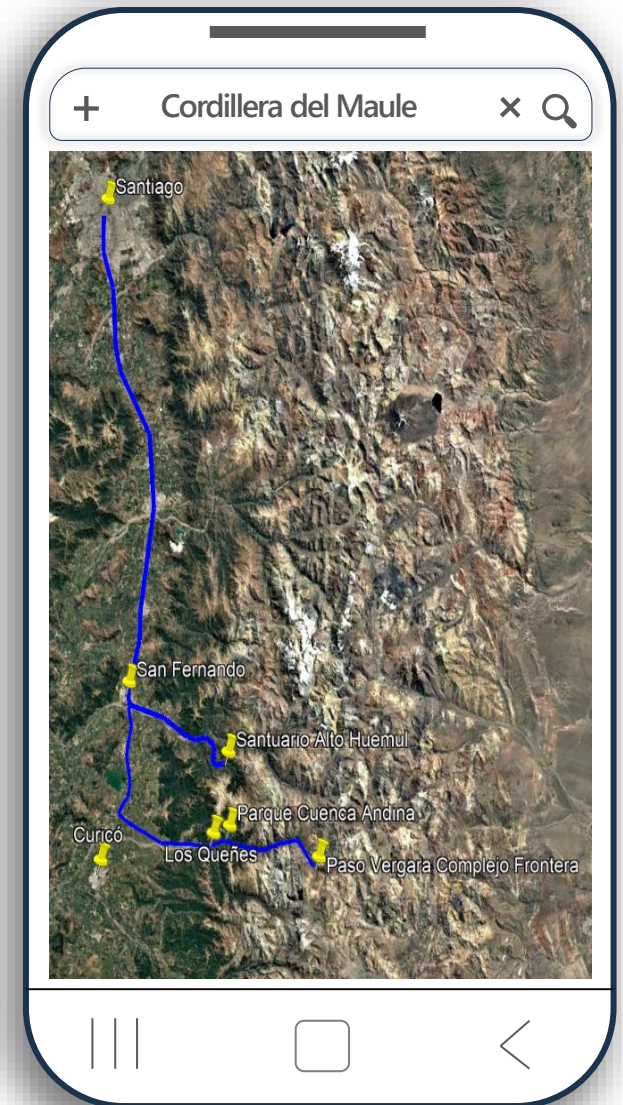 Cordillera del Maule
Santiago
San Fernando
Santuario Alto Huemul
Parque Cuenca Andina
Curicó
Los Queñes
Paso Vergara Complejo Frontera